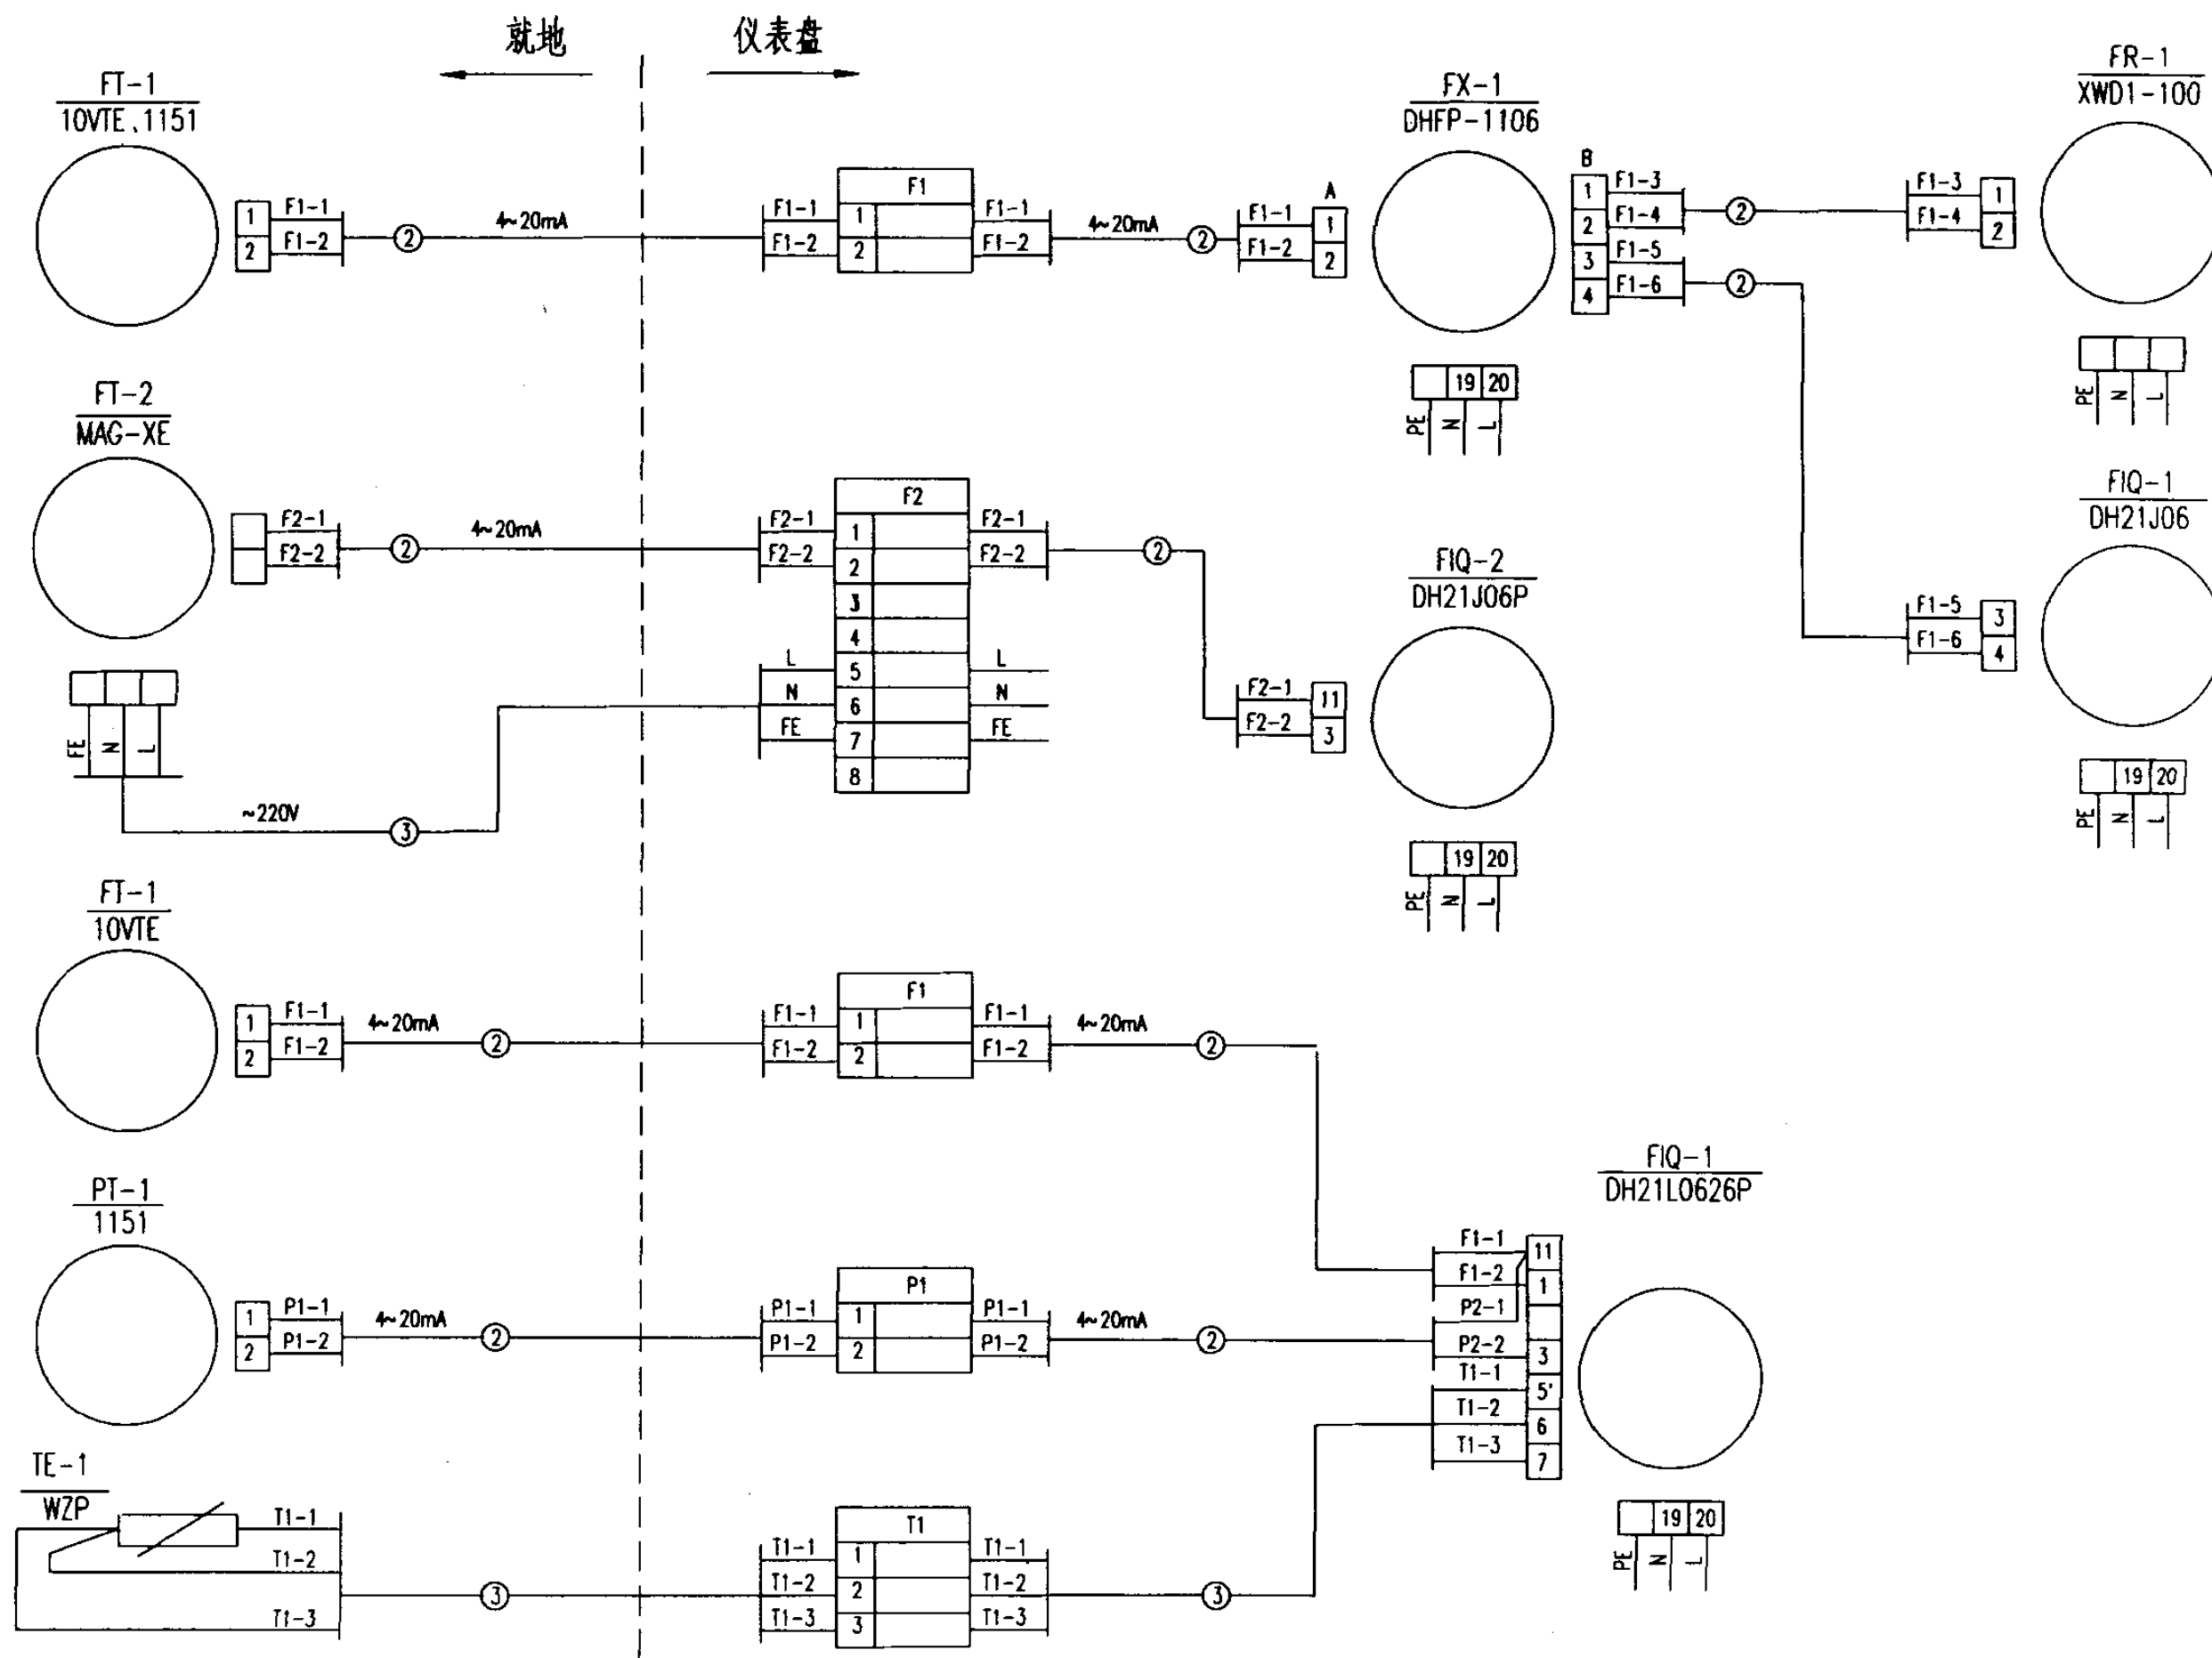 就地
仪表盘
FT-1
10VTE、1151
1
2
F1-1
F1-2
2
4~20mA
F1-1
F1-2
F1
1
2
F1-1
F1-2
4~20mA
2
F1-1
F1-2
A
1
2
FX-1
DHFP-1106
19 20
PE N L
B
1
2
3
4
F1-3
F1-4
F1-5
F1-6
2
2
F1-3
F1-4
1
2
FR-1
XWD1-100
PE N L
FT-2
MAG-XE
F2-1
F2-2
2
4~20mA
F2-1
F2-2
L
N
FE
F2
1
2
3
4
5
6
7
8
F2-1
F2-2
L
N
FE
2
F2-1
F2-2
11
3
FIQ-2
DH21J06P
19 20
PE N L
FIQ-1
DH21J06
F1-5
F1-6
3
4
19 20
PE N L
FE N L
~220V
3
FT-1
10VTE
1
2
F1-1
F1-2
4~20mA
2
F1-1
F1-2
F1
1
2
F1-1
F1-2
4~20mA
2
PT-1
1151
1
2
P1-1
P1-2
4~20mA
2
P1-1
P1-2
P1
1
2
P1-1
P1-2
4~20mA
2
FIQ-1
DH21L0626P
F1-1
F1-2
P2-1
P2-2
T1-1
T1-2
T1-3
11
1
3
5'
6
7
19 20
PE N L
TE-1
WZP
T1-1
T1-2
T1-3
3
T1-1
T1-2
T1-3
T1
1
2
3
T1-1
T1-2
T1-3
3